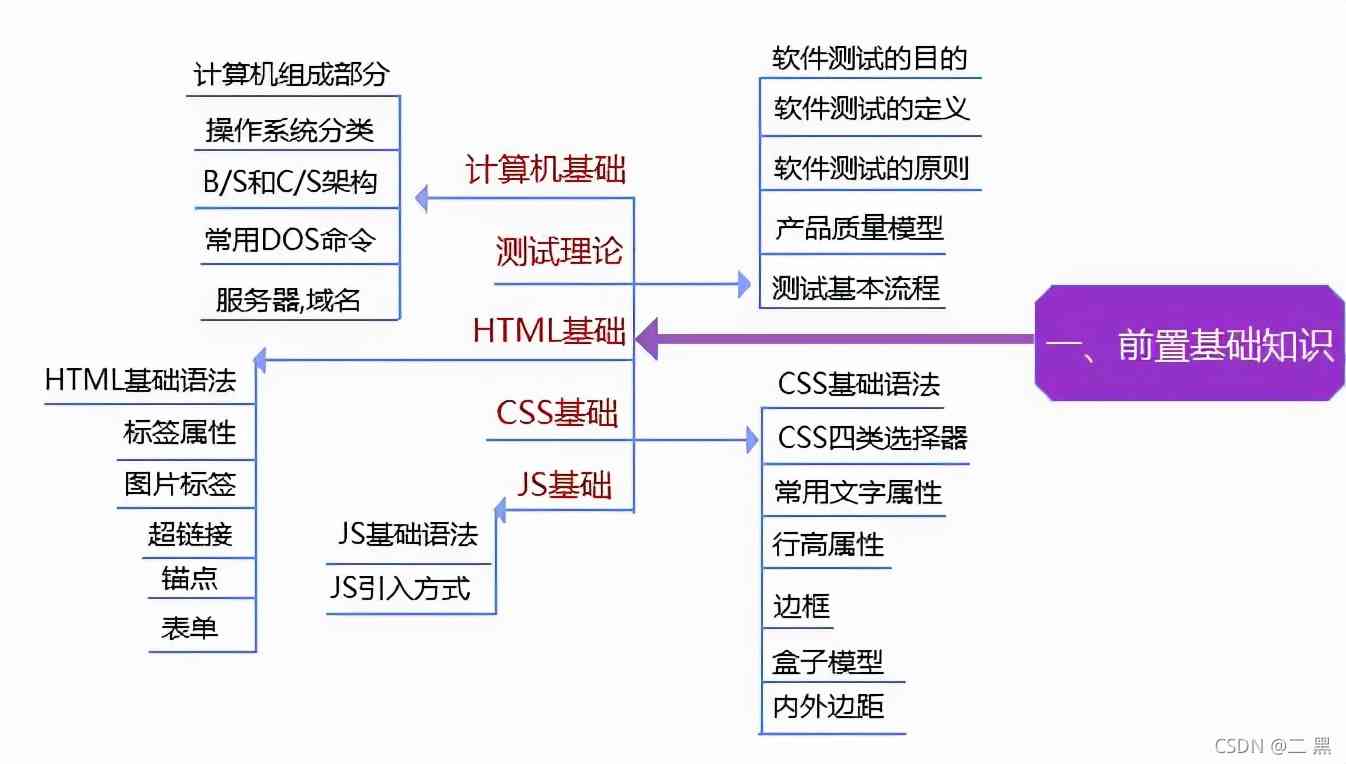 一、前置基础知识
计算机基础
计算机组成部分
操作系统分类
B/S和C/S架构
常用DOS命令
服务器,域名
测试理论
软件测试的目的
软件测试的定义
软件测试的原则
产品质量模型
测试基本流程
HTML基础
HTML基础语法
标签属性
图片标签
超链接
锚点
表单
CSS基础
CSS基础语法
CSS四类选择器
常用文字属性
行高属性
边框
盒子模型
内外边距
JS基础
JS基础语法
JS引入方式
CSDN @二 黑